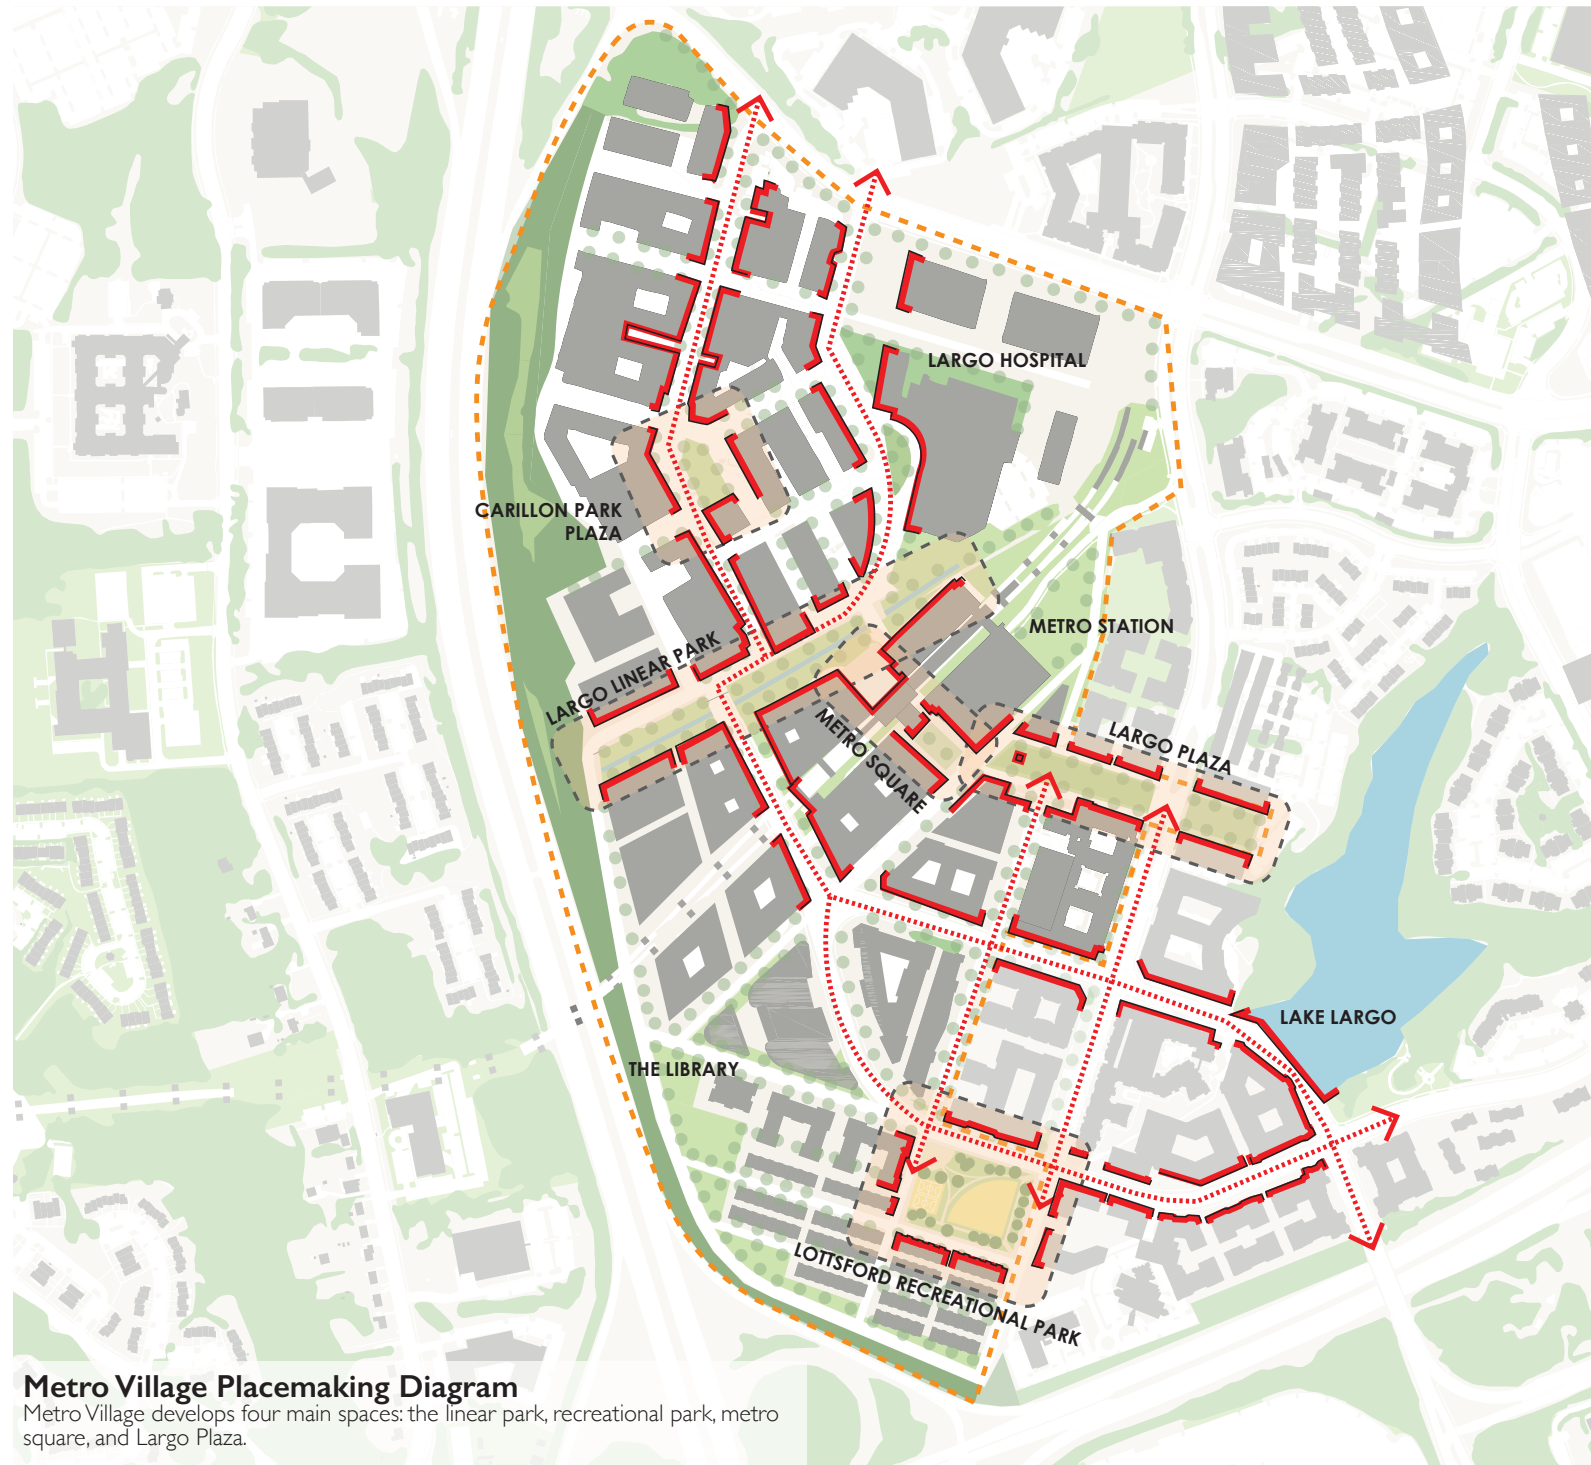 LARGO HOSPITAL
CARILLON PARK
PLAZA
METRO STATION
LARGO LINEAR PARK
METRO SQUARE
LARGO PLAZA
LAKE LARGO
THE LIBRARY
LOTTSFORD RECREATIONAL PARK
Metro Village Placemaking Diagram
Metro Village develops four main spaces: the linear park, recreational park, metro
square, and Largo Plaza.